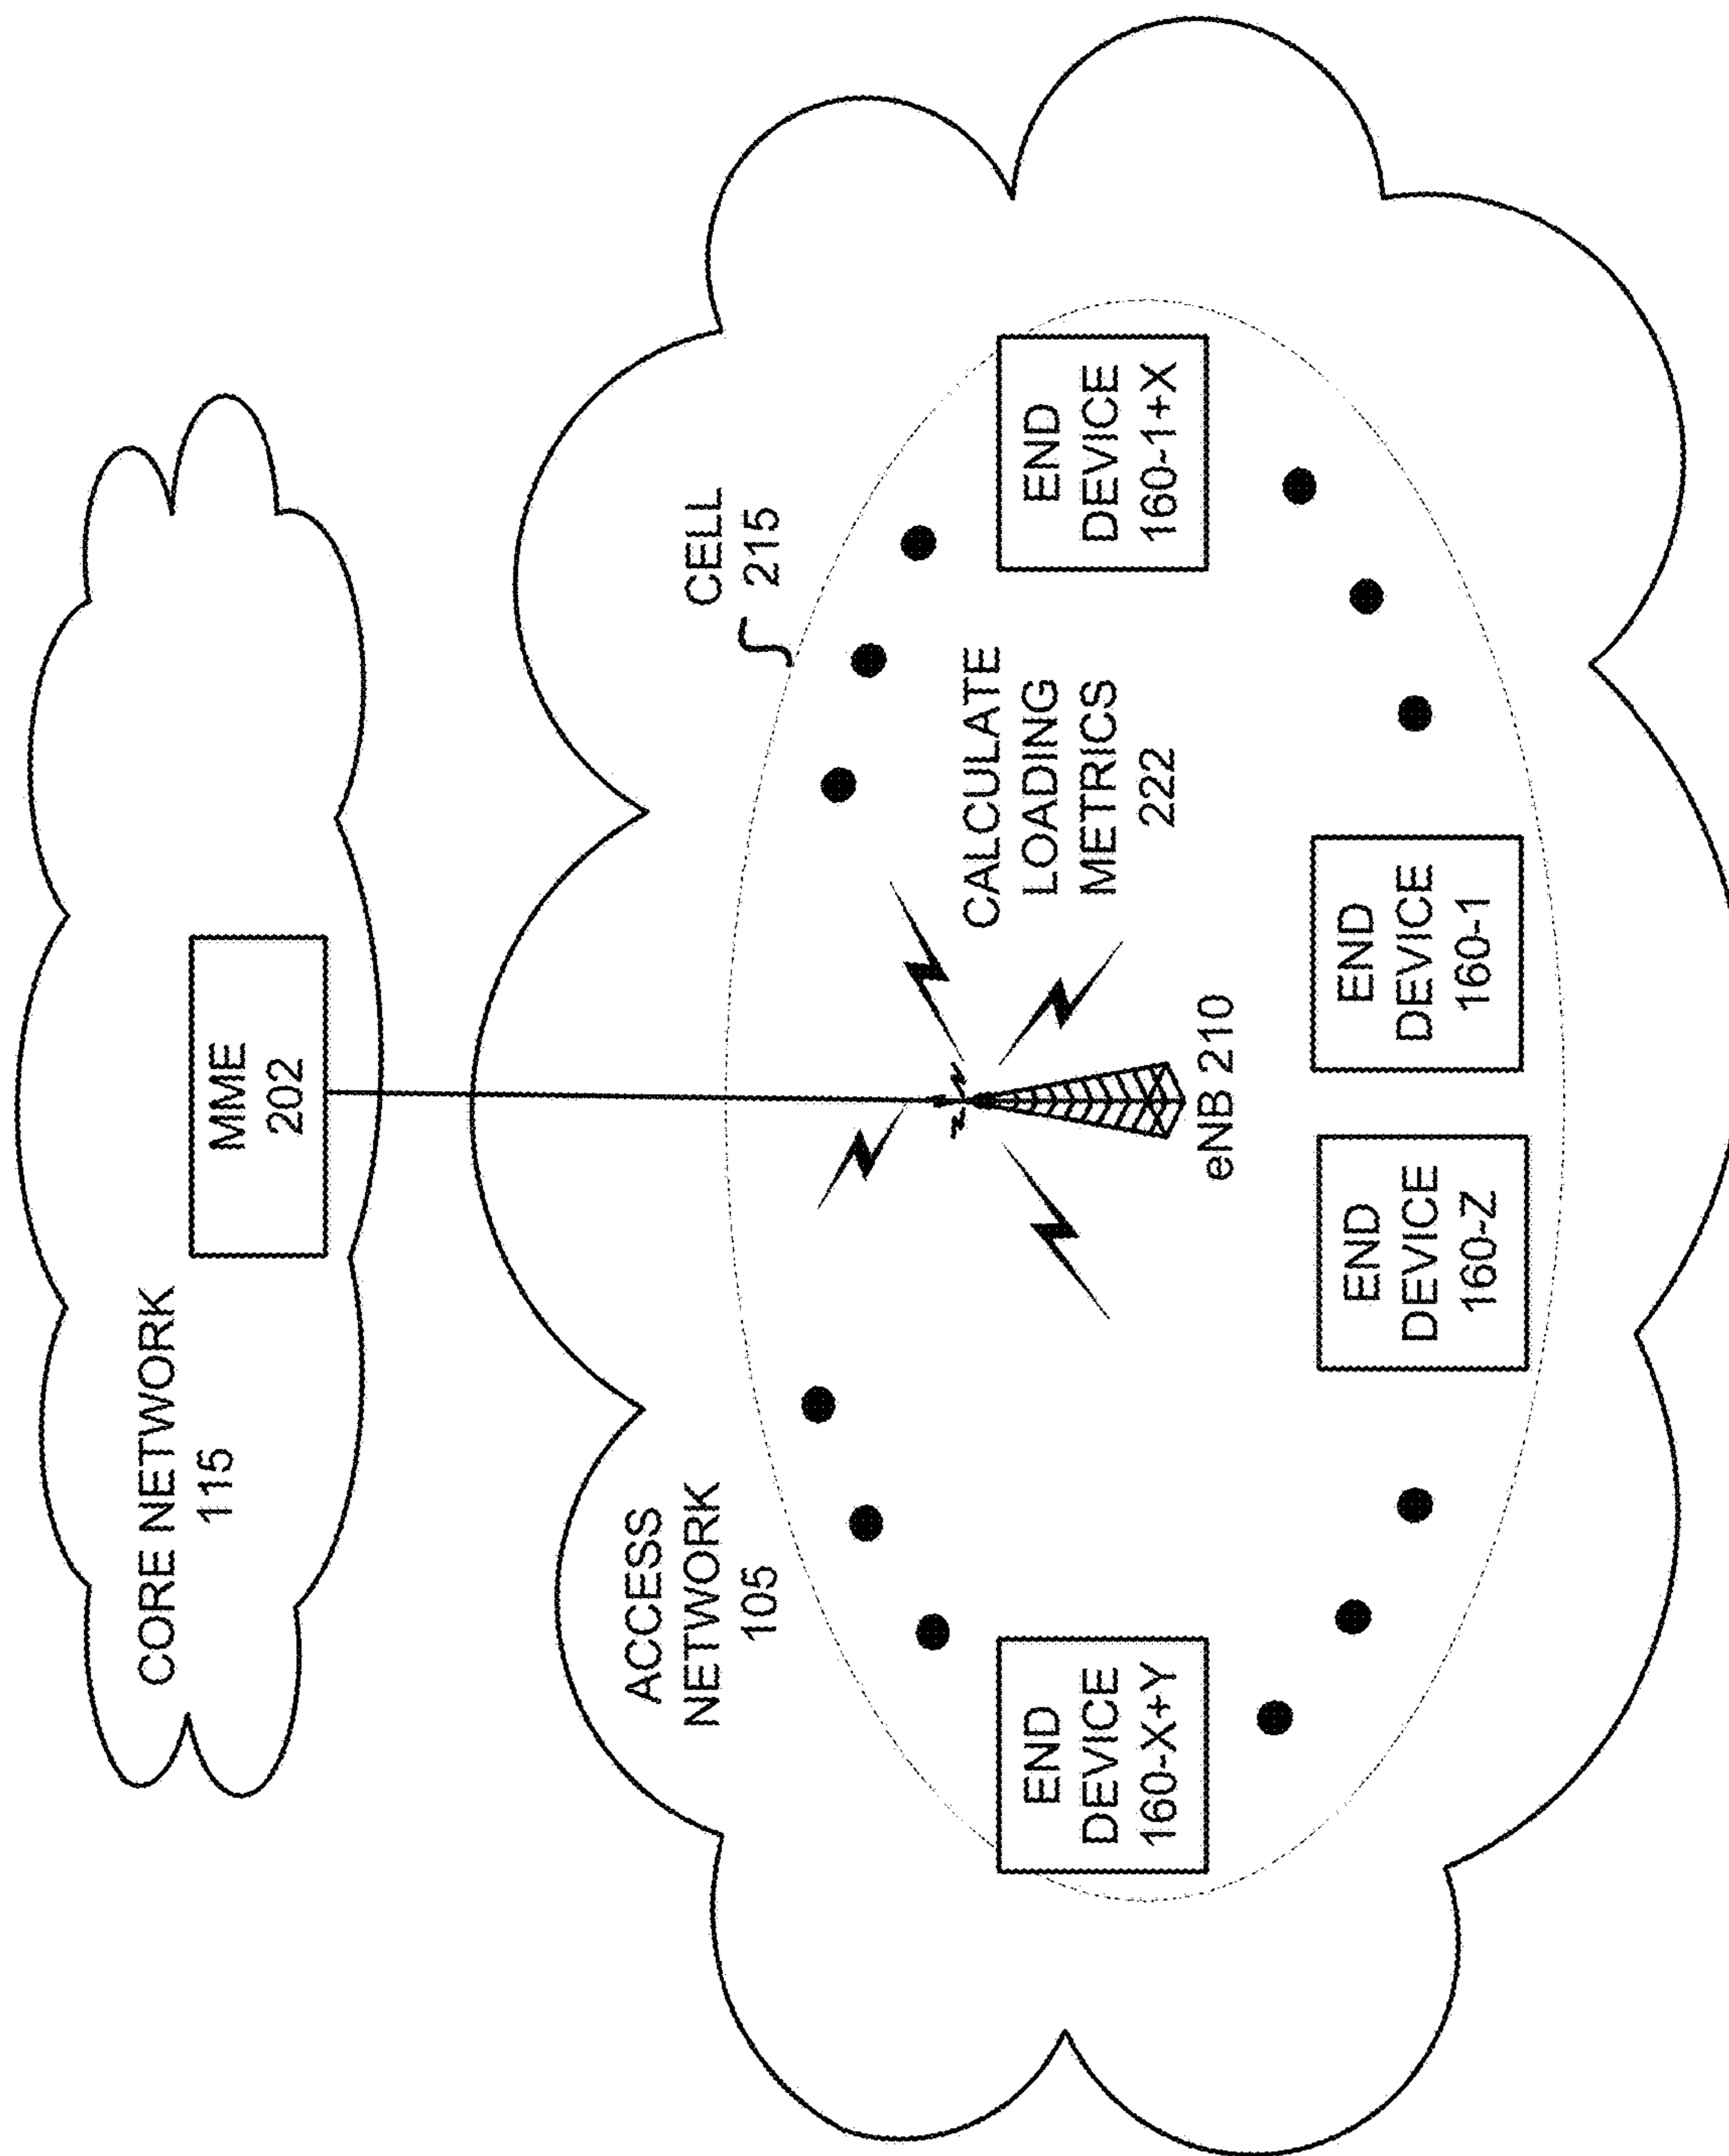 CORE NETWORK
115
MME
202
ACCESS
NETWORK
105
CELL
215
CALCULATE
LOADING
METRICS
222
eNB 210
END
DEVICE
160-X+Y
END
DEVICE
160-1+X
END
DEVICE
160-Z
END
DEVICE
160-1